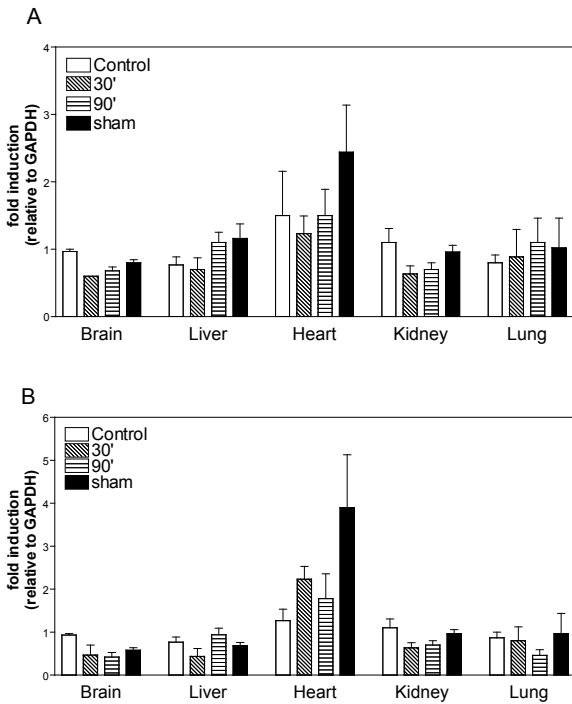 A
fold induction
(relative to GAPDH)
4
3
2
1
0
Control
30'
90'
sham
Brain Liver Heart Kidney Lung
B
fold induction
(relative to GAPDH)
6
5
4
3
2
1
0
Control
30'
90'
sham
Brain Liver Heart Kidney Lung